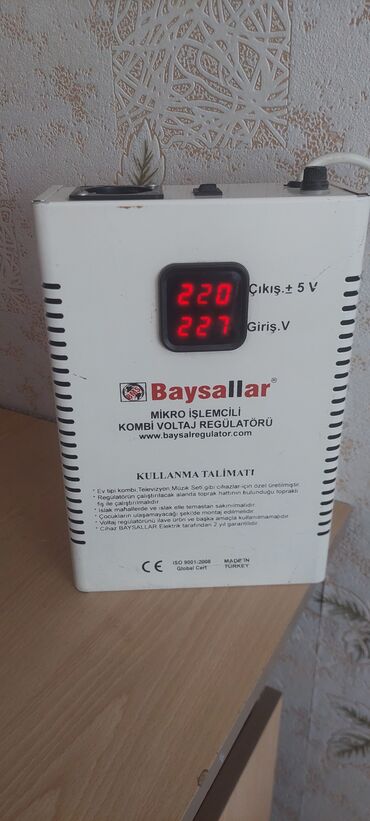 220 Çıkış.± 5 V
227 Giriş.V
Baysallar®
MİKRO İŞLEMCİLİ
KOMBİ VOLTAJ REGÜLATÖRÜ
www.baysalregulator.com
KULLANMA TALİMATI
* Ev tipi kombi,Televizyon,Müzik Seti gibi cihazlar için özel üretilmiştir.
* Regülatörün çalıştırılacak alanda toprak hattının bulunduğu topraklı
fiş ile çalıştırılmalıdır.
* Islak mahallerde ve ıslak elle temastan sakınılmalıdır.
* Çocukların ulaşamayacağı şekilde montaj edilmelidir.
* Voltaj regülatörünü ilave ürün ve başka amaçla kullanılmamalıdır.
* Cihaz BAYSALLAR Elektrik tarafından 2 yıl garantilidir.
CE
ISO 9001:2008
Global Cert
MADE IN
TURKEY